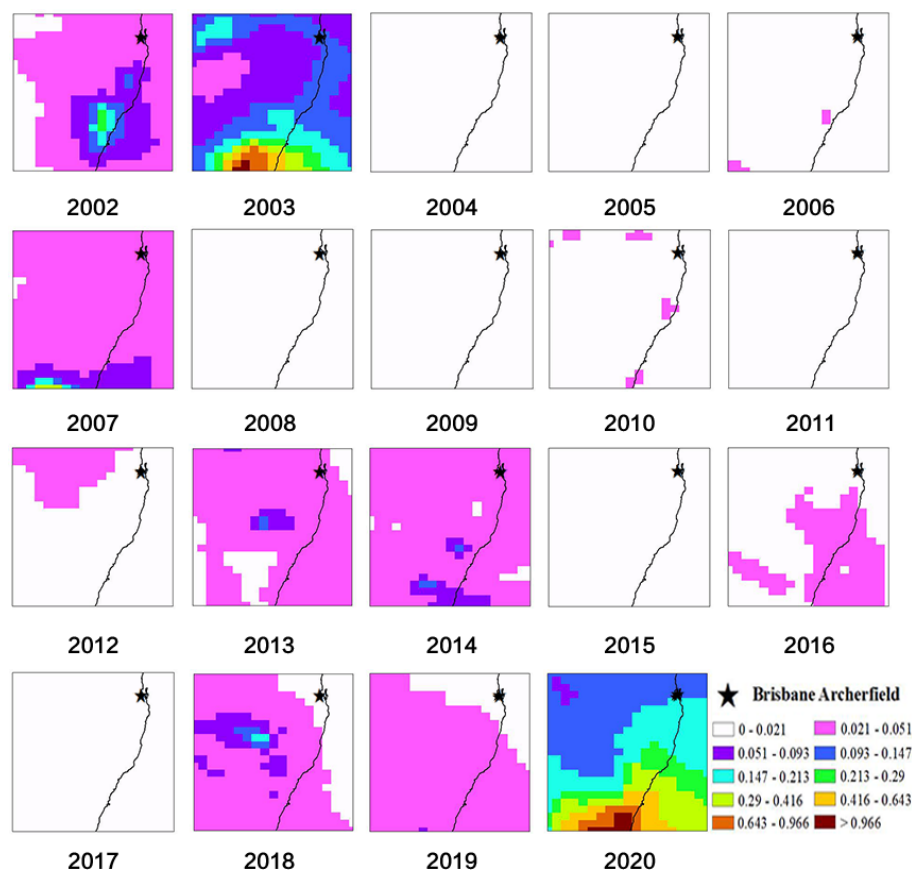 2002 2003 2004 2005 2006
2007 2008 2009 2010 2011
2012 2013 2014 2015 2016
Brisbane Archerfield
0 - 0.021 0.021 - 0.051
0.051 - 0.093 0.093 - 0.147
0.147 - 0.213 0.213 - 0.29
0.29 - 0.416 0.416 - 0.643
0.643 - 0.966 > 0.966
2017 2018 2019 2020